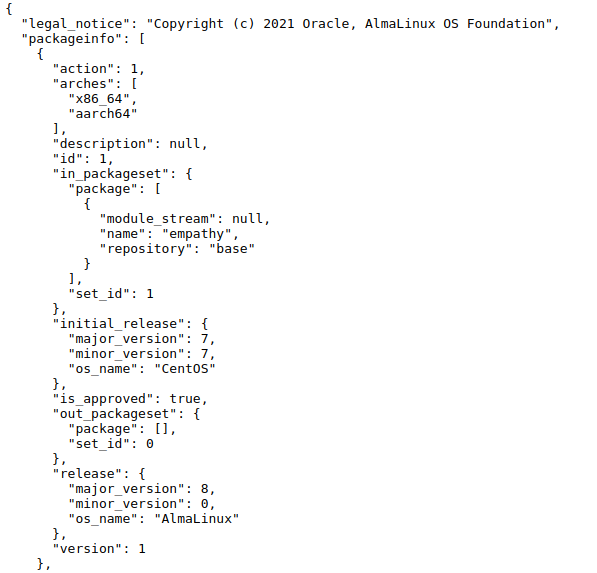 {
  "legal_notice": "Copyright (c) 2021 Oracle, AlmaLinux OS Foundation",
  "packageinfo": [
    {
      "action": 1,
      "arches": [
        "x86_64",
        "aarch64"
      ],
      "description": null,
      "id": 1,
      "in_packageset": {
        "package": [
          {
            "module_stream": null,
            "name": "empathy",
            "repository": "base"
          }
        ],
        "set_id": 1
      },
      "initial_release": {
        "major_version": 7,
        "minor_version": 7,
        "os_name": "CentOS"
      },
      "is_approved": true,
      "out_packageset": {
        "package": [],
        "set_id": 0
      },
      "release": {
        "major_version": 8,
        "minor_version": 0,
        "os_name": "AlmaLinux"
      },
      "version": 1
    },